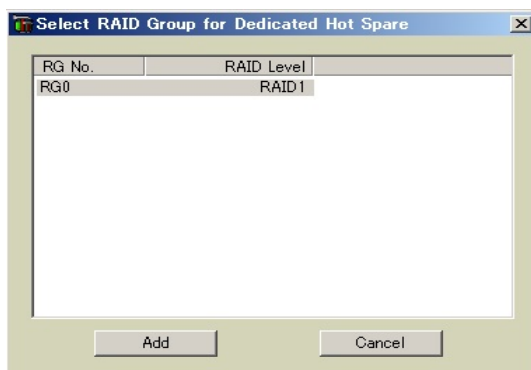 Select RAID Group for Dedicated Hot Spare
RG No. RAID Level
RG0 RAID1
Add Cancel